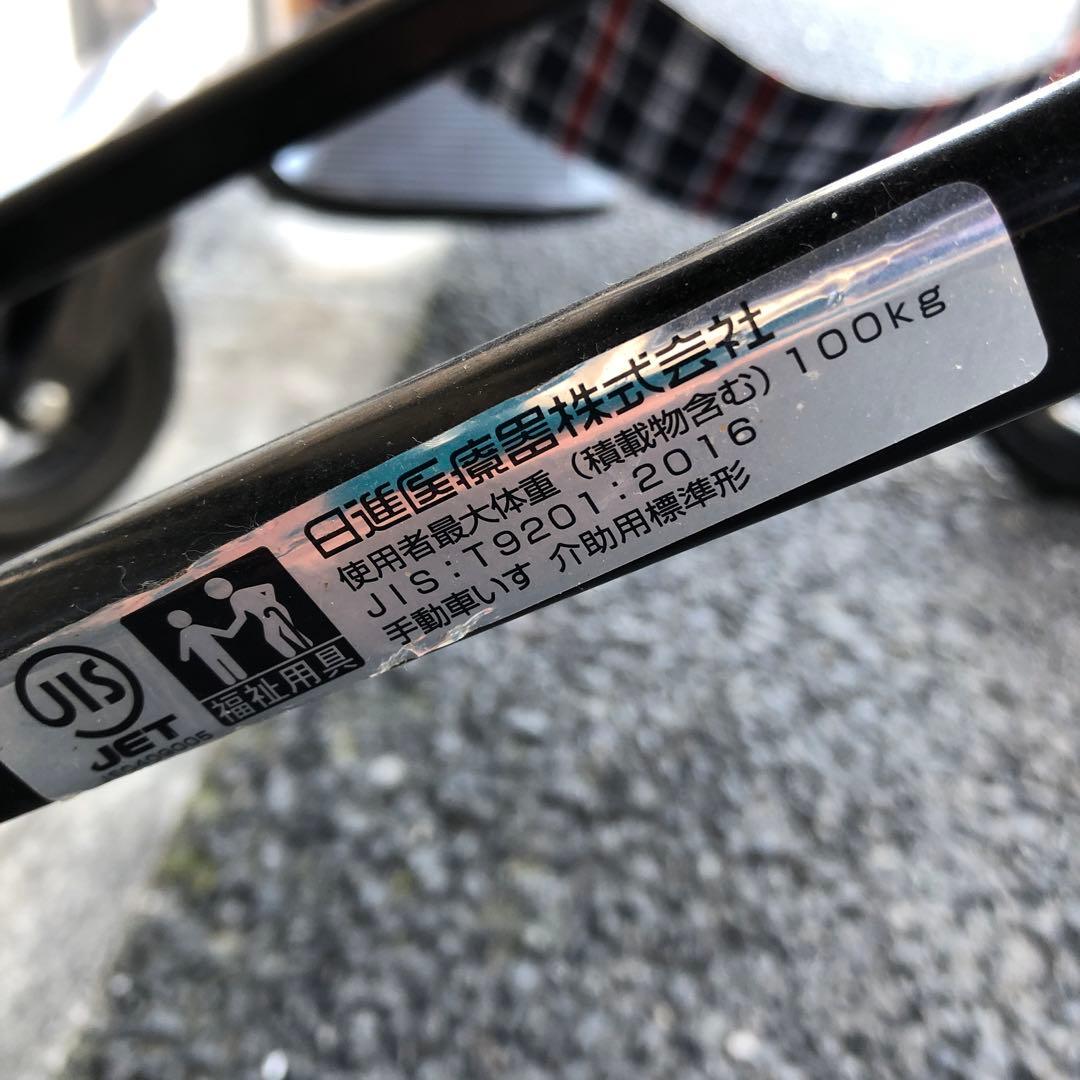 日進医療器株式会社
使用者最大体重（積載物含む）100kg
JIS：T9201：2016
手動車いす 介助用標準形
福祉用具
JIS
JET